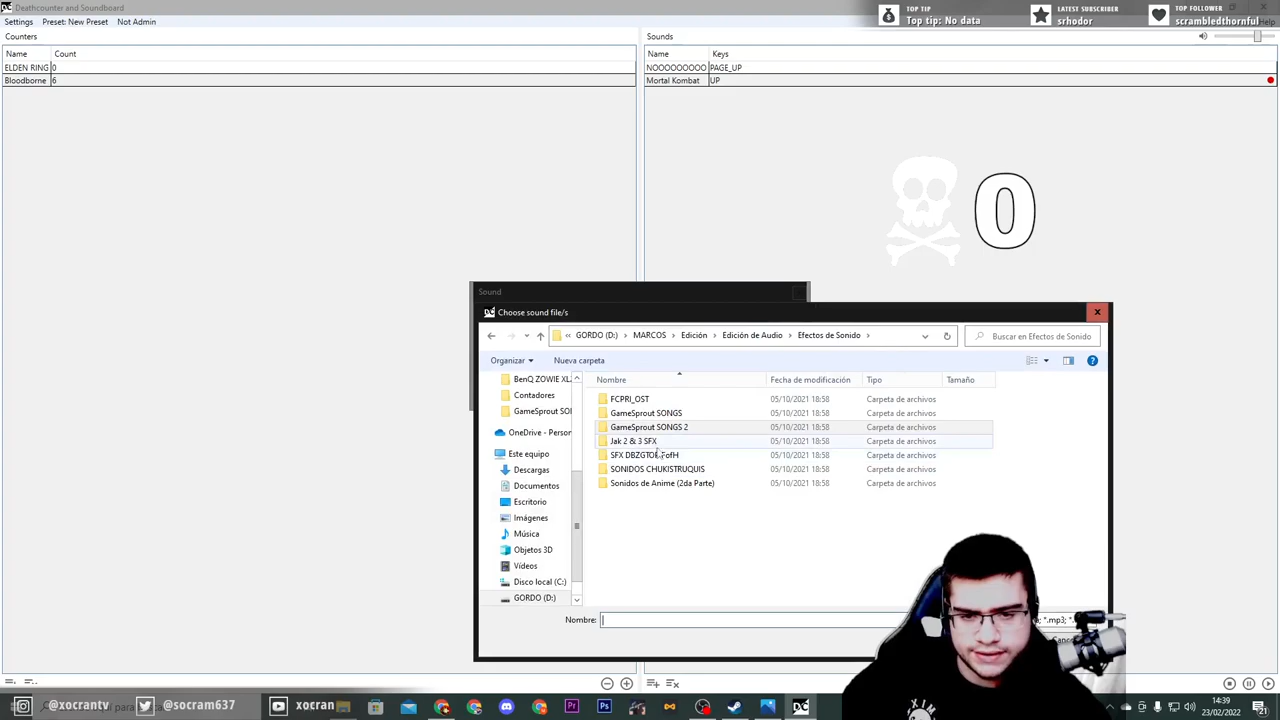 Deathcounter and Soundboard
Settings Preset: New Preset Not Admin Help
TOP TIP
Top tip: No data
LATEST SUBSCRIBER
srhodor
TOP FOLLOWER
scrambledthornful
Counters
Name Count
ELDEN RING 0
Bloodborne 6
Sounds
Name Keys
NOOOOOOOOO PAGE_UP
Mortal Kombat UP
0
Sound
Choose sound file/s
« GORDO (D:) > MARCOS > Edición > Edición de Audio > Efectos de Sonido >
Buscar en Efectos de Sonido
Organizar Nueva carpeta
Nombre Fecha de modificación Tipo Tamaño
BenQ ZOWIE XL
Contadores
GameSprout SO
OneDrive - Person
Este equipo
Descargas
Documentos
Escritorio
Imágenes
Música
Objetos 3D
Vídeos
Disco local (C:)
GORDO (D:)
FCPRI_OST 05/10/2021 18:58 Carpeta de archivos
GameSprout SONGS 05/10/2021 18:58 Carpeta de archivos
GameSprout SONGS 2 05/10/2021 18:58 Carpeta de archivos
Jak 2 & 3 SFX 05/10/2021 18:58 Carpeta de archivos
SFX 05/10/2021 18:58 Carpeta de archivos
SONIDOS CHUKISTRUQUIS 05/10/2021 18:58 Carpeta de archivos
Sonidos de Anime (2da Parte) 05/10/2021 18:58 Carpeta de archivos
Nombre:
*.mp3;
@xocrantv
@socram637
xocran
14:39
23/02/2022